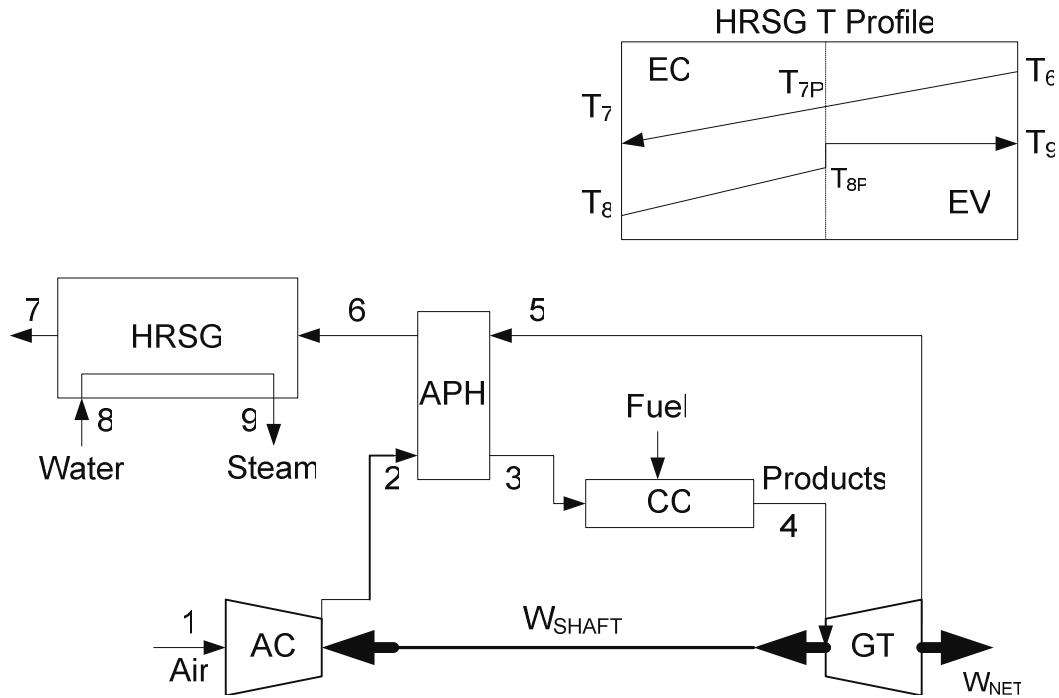 HRSG T Profile
EC
T7P
T6
T7
T9
T8P
T8
EV
7
HRSG
6
5
8
9
Water
Steam
APH
2
3
Fuel
CC
Products
4
1
Air
AC
WSHAFT
GT
WNET